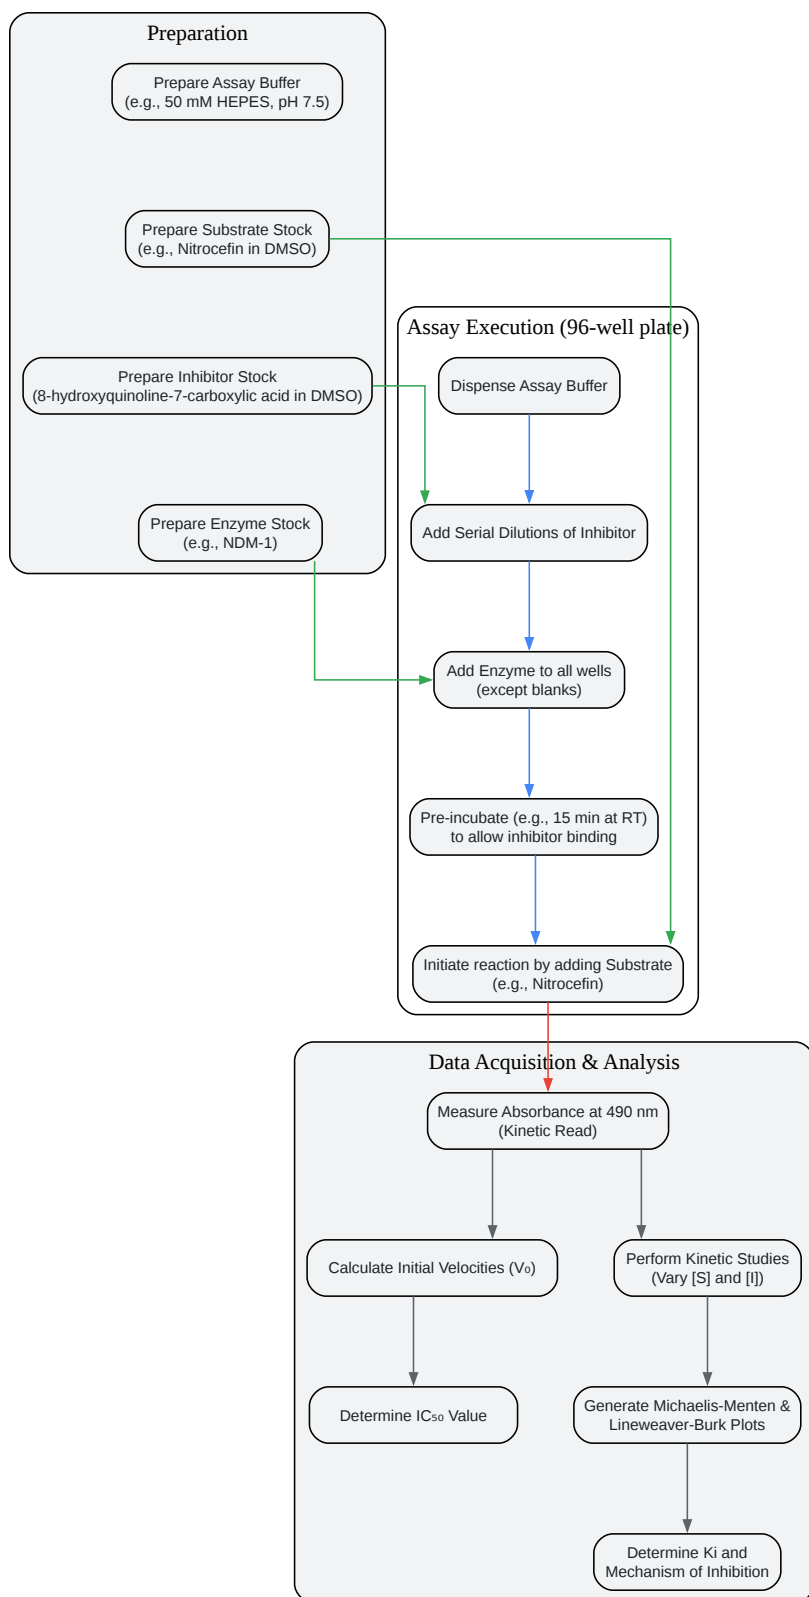 Preparation
Prepare Assay Buffer
(e.g., 50 mM HEPES, pH 7.5)
Prepare Substrate Stock
(e.g., Nitrocefin in DMSO)
Prepare Inhibitor Stock
(8-hydroxyquinoline-7-carboxylic acid in DMSO)
Prepare Enzyme Stock
(e.g., NDM-1)
Assay Execution (96-well plate)
Dispense Assay Buffer
Add Serial Dilutions of Inhibitor
Add Enzyme to all wells
(except blanks)
Pre-incubate (e.g., 15 min at RT)
to allow inhibitor binding
Initiate reaction by adding Substrate
(e.g., Nitrocefin)
Data Acquisition & Analysis
Measure Absorbance at 490 nm
(Kinetic Read)
Calculate Initial Velocities (V₀)
Determine IC₅₀ Value
Perform Kinetic Studies
(Vary [S] and [I])
Generate Michaelis-Menten &
Lineweaver-Burk Plots
Determine Ki and
Mechanism of Inhibition